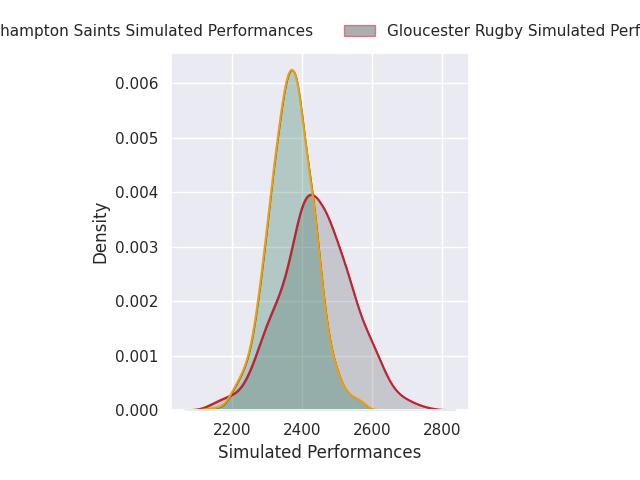 hampton Saints Simulated Performances Gloucester Rugby Simulated Perf
0.006
0.005
0.004
0.003
0.002
0.001
0.000
Density
2200 2400 2600 2800
Simulated Performances